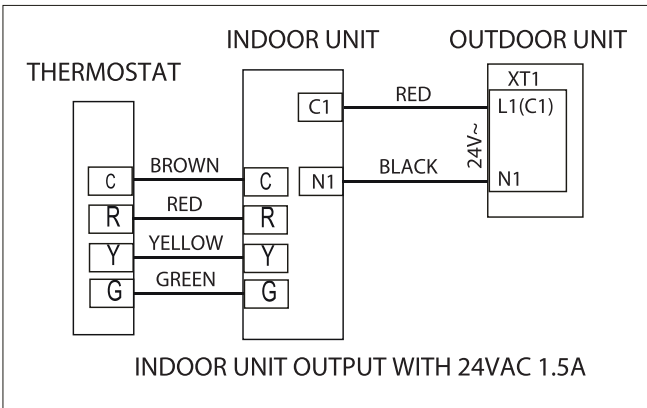 INDOOR UNIT
OUTDOOR UNIT
THERMOSTAT
XT1
C1
RED
L1(C1)
24V~
BROWN
C
C
N1
BLACK
N1
RED
R
R
YELLOW
Y
Y
GREEN
G
G
INDOOR UNIT OUTPUT WITH 24VAC 1.5A